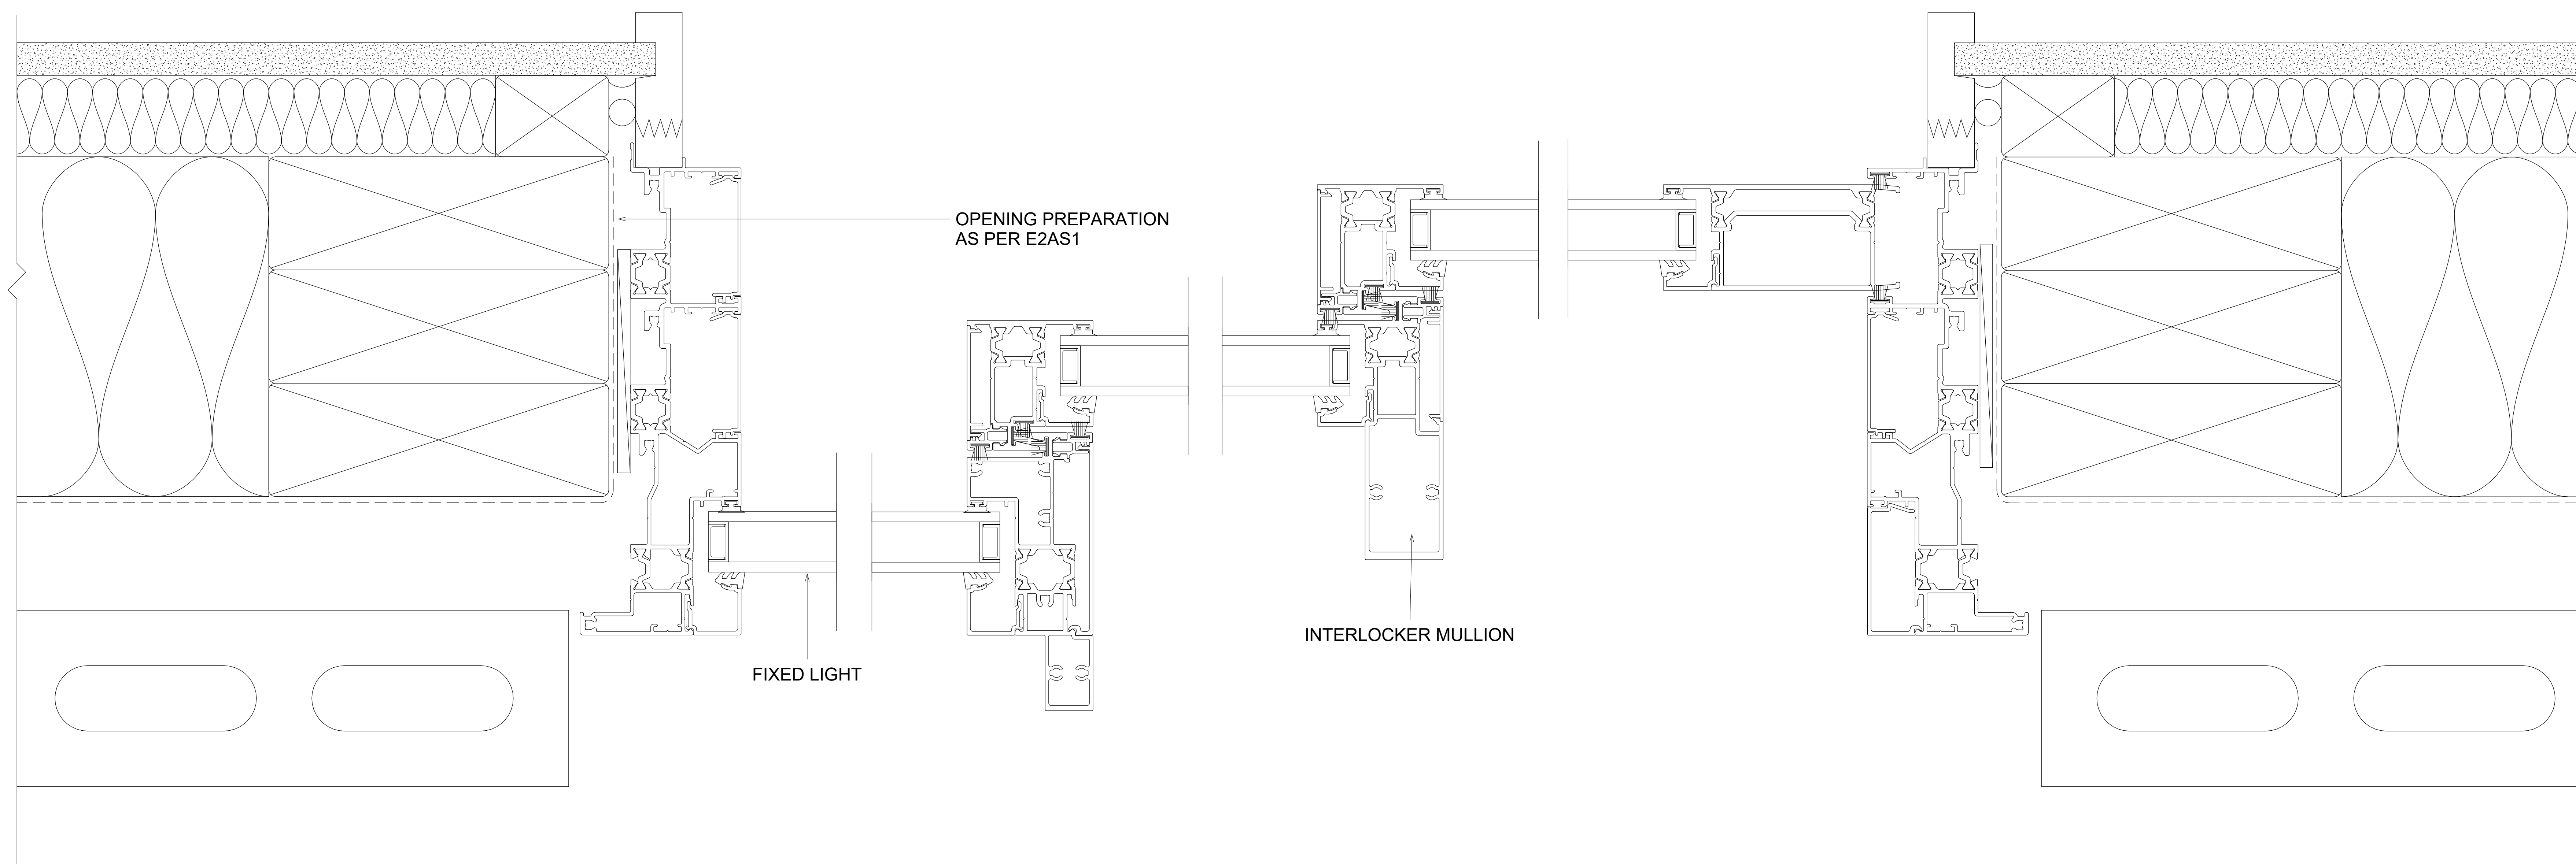 OPENING PREPARATION
AS PER E2AS1
INTERLOCKER MULLION
FIXED LIGHT